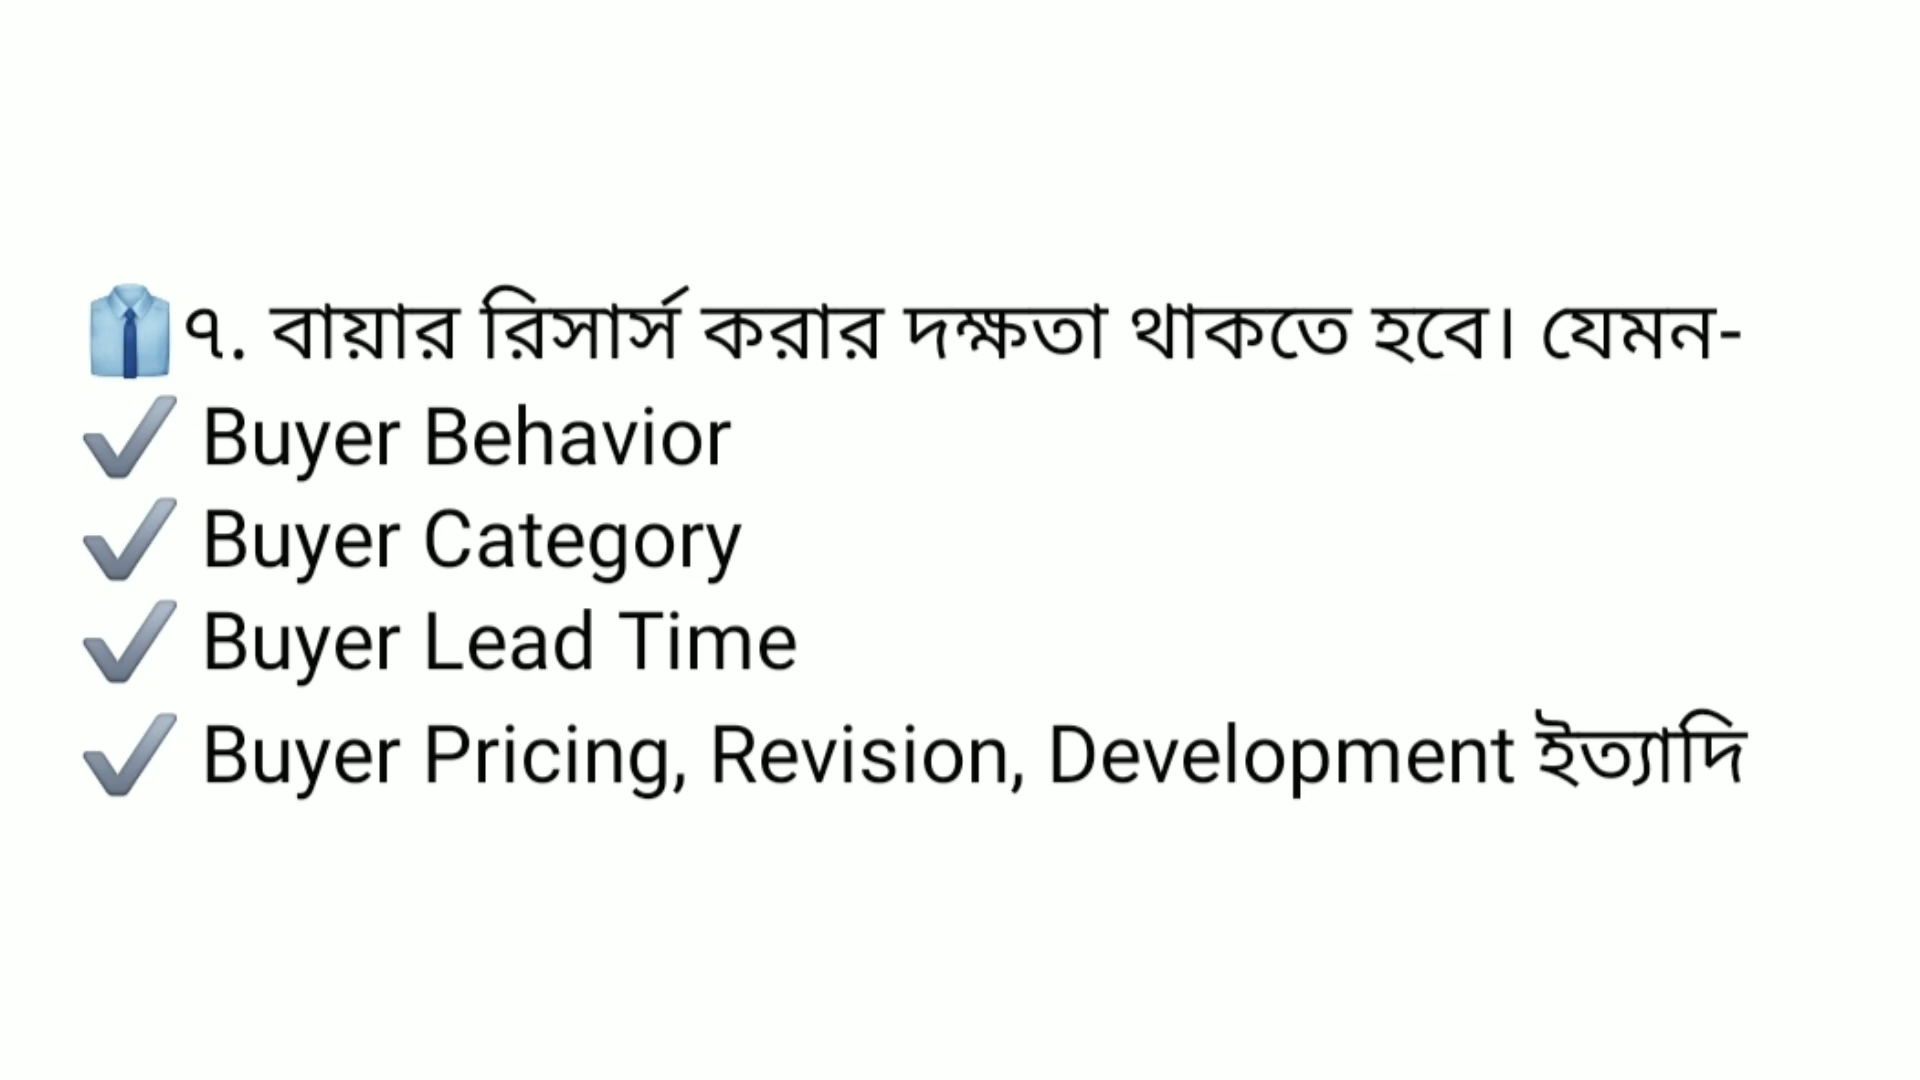 👔৭. বায়ার রিসার্স করার দক্ষতা থাকতে হবে। যেমন-
✔ Buyer Behavior
✔ Buyer Category
✔ Buyer Lead Time
✔ Buyer Pricing, Revision, Development ইত্যাদি